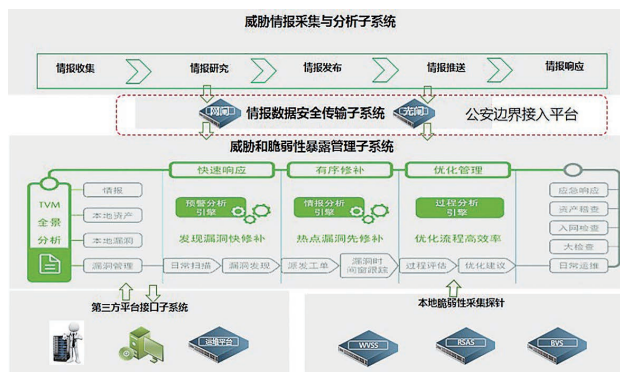 威胁情报采集与分析子系统
情报收集
情报研究
情报发布
情报推送
情报响应
网闸
情报数据安全传输子系统
光闸
公安边界接入平台
威胁和脆弱性暴露管理子系统
快速响应
有序修补
优化管理
TVM
全景
分析
情报
本地资产
本地漏洞
漏洞管理
预警分析
引擎
情报分析
引擎
过程分析
引擎
发现漏洞快修补
热点漏洞先修补
优化流程高效率
日常扫描
漏洞发现
派发工单
漏洞时
间窗跟踪
过程评估
优化建议
应急响应
资产稽查
入网检查
大检查
日常运维
第三方平台接口子系统
运维平台
本地脆弱性采集探针
WVSS
RSAS
BVS